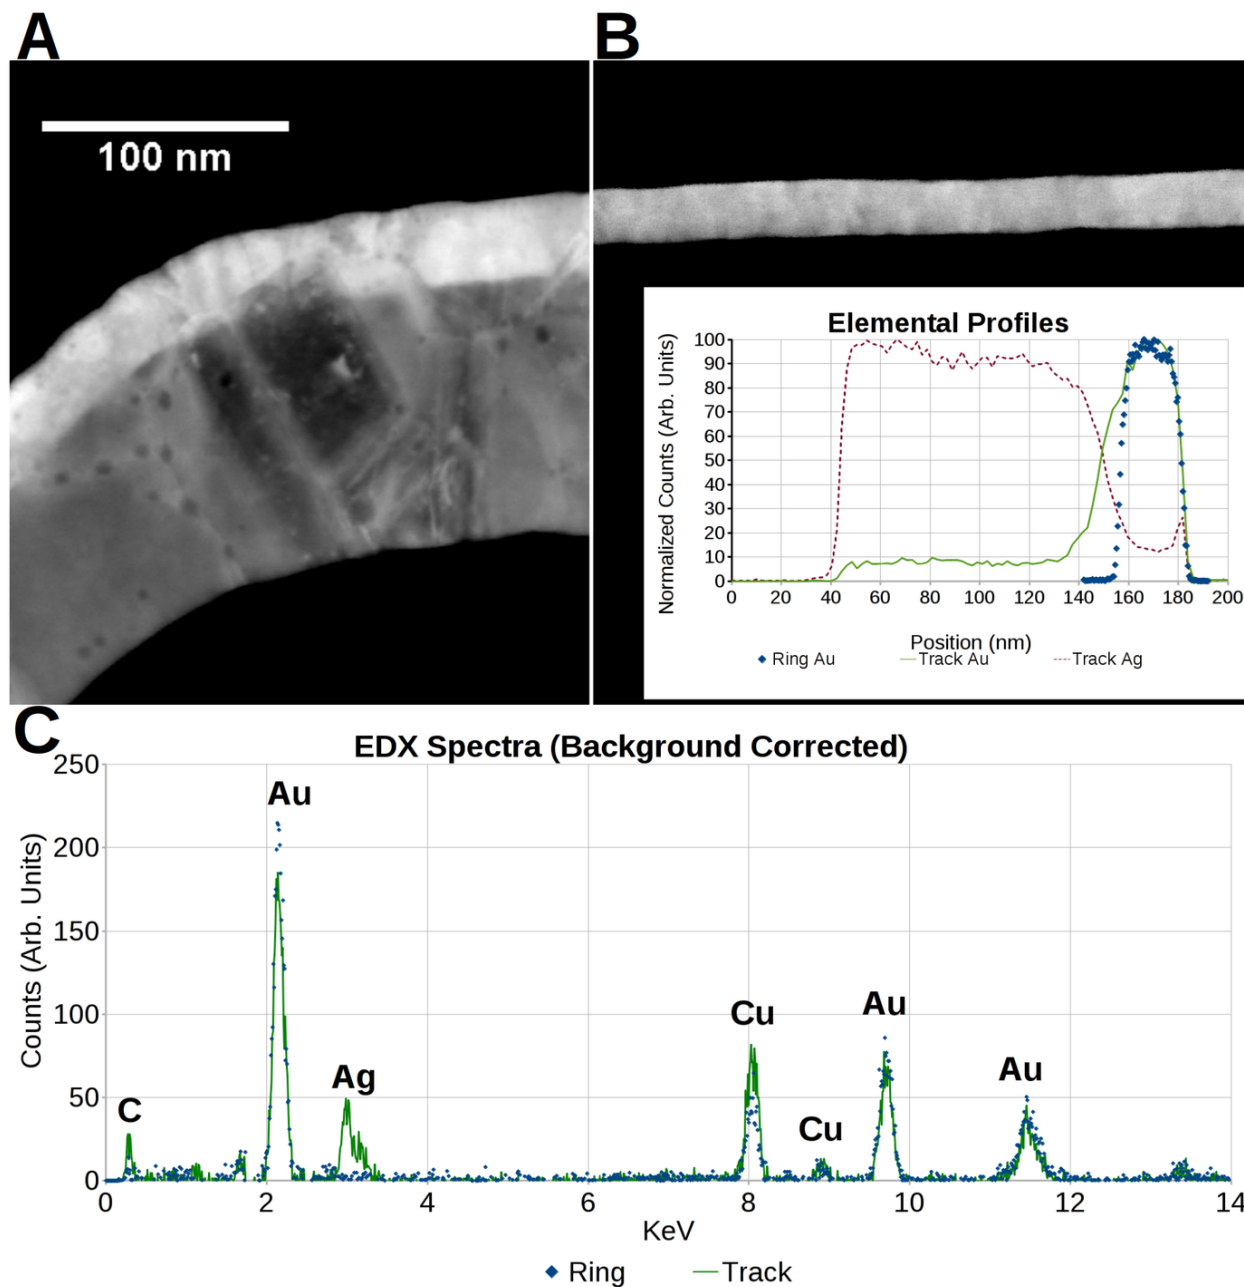 A
B
100 nm
Elemental Profiles
Normalized Counts (Arb. Units)
100
90
80
70
60
50
40
30
20
10
0
0 20 40 60 80 100 120 140 160 180 200
Position (nm)
Ring Au Track Au Track Ag
C
EDX Spectra (Background Corrected)
Counts (Arb. Units)
250
200
150
100
50
0
C
Au
Ag
Cu
Cu
Au
Au
0 2 4 6 8 10 12 14
KeV
Ring Track